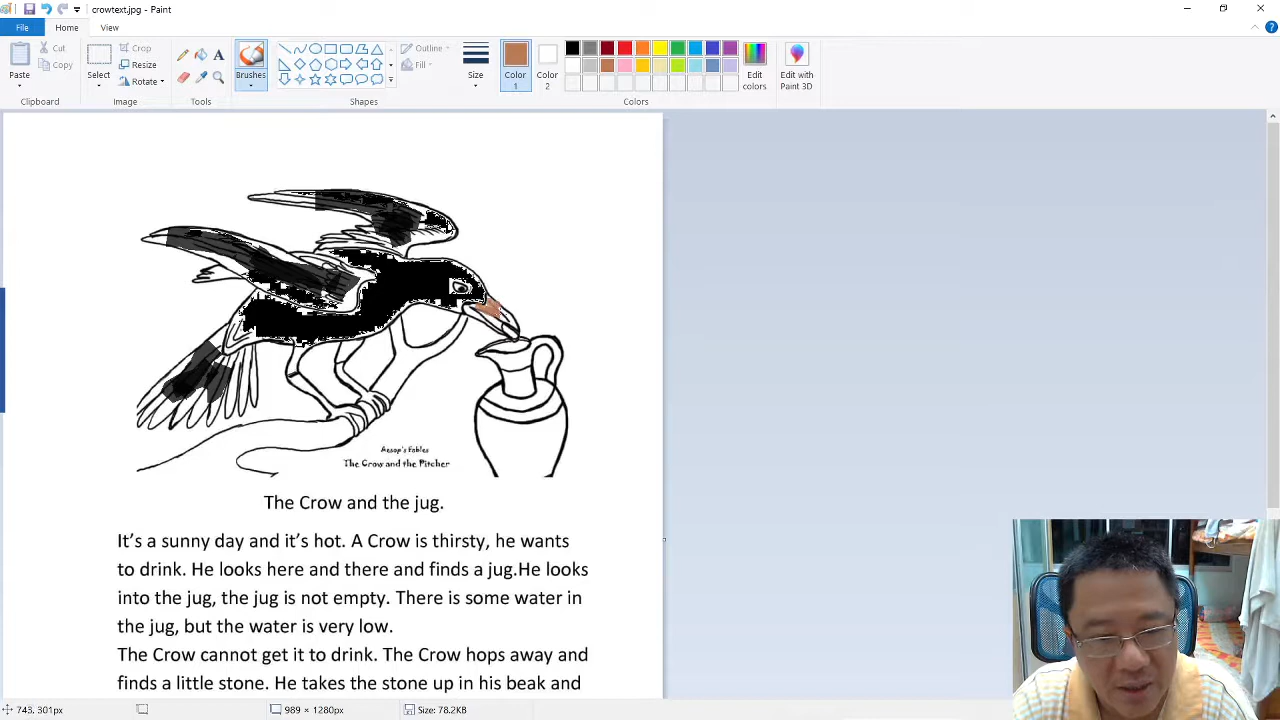 crowtext.jpg - Paint
File
Home
View
Paste
Cut
Copy
Clipboard
Select
Crop
Resize
Rotate
Image
Tools
Brushes
Outline
Fill
Shapes
Size
Color
1
Color
2
Edit
colors
Colors
Edit with
Paint 3D
Aesop's Fables
The Crow and the Pitcher
The Crow and the jug.
It's a sunny day and it's hot. A Crow is thirsty, he wants
to drink. He looks here and there and finds a jug.He looks
into the jug, the jug is not empty. There is some water in
the jug, but the water is very low.
The Crow cannot get it to drink. The Crow hops away and
finds a little stone. He takes the stone up in his beak and
743, 301px
989 × 1280px
Size: 78.2KB